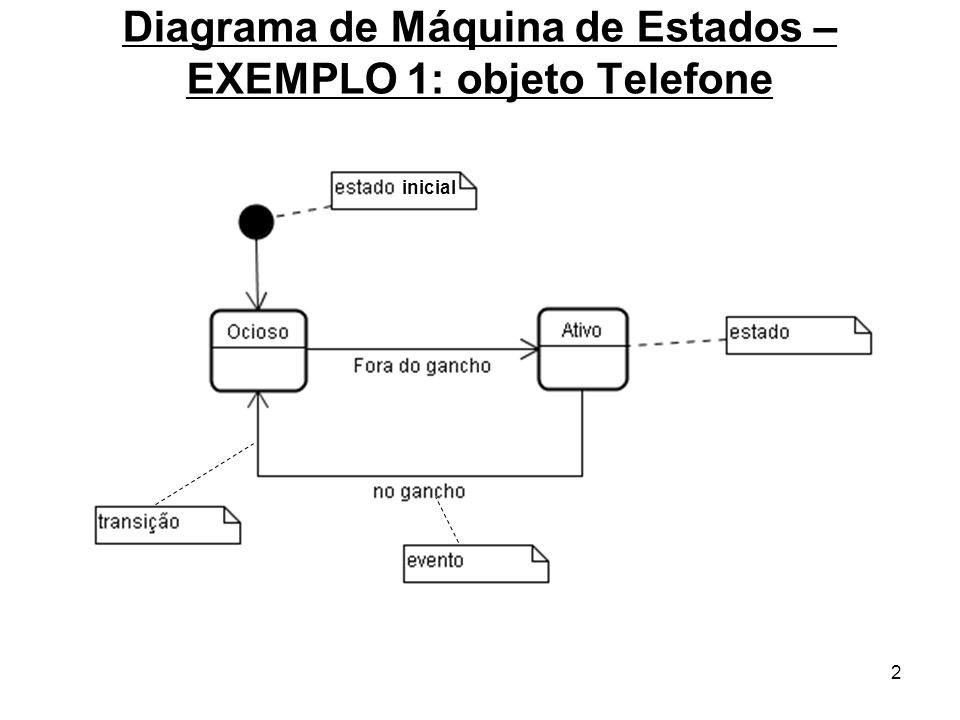 Diagrama de Máquina de Estados –
EXEMPLO 1: objeto Telefone
estado inicial
Ocioso
Ativo
estado
Fora do gancho
no gancho
transição
evento
2